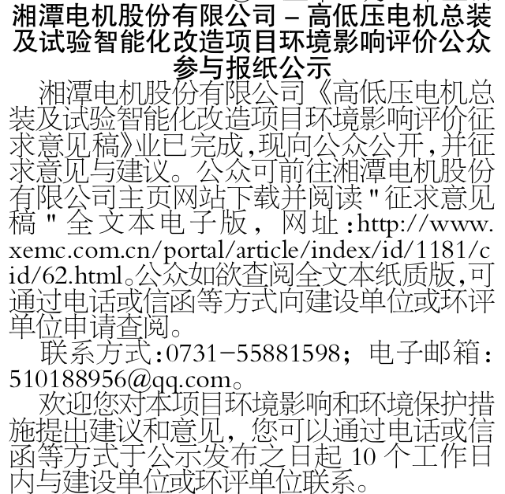 湘潭电机股份有限公司 – 高低压电机总装
及试验智能化改造项目环境影响评价公众
参与报纸公示
湘潭电机股份有限公司《高低压电机总
装及试验智能化改造项目环境影响评价征
求意见稿》业已完成,现向公众公开,并征
求意见与建议。公众可前往湘潭电机股份
有限公司主页网站下载并阅读"征求意见
稿"全文本电子版，网址:http://www.
xemc.com.cn/portal/article/index/id/1181/c
id/62.html。公众如欲查阅全文本纸质版,可
通过电话或信函等方式向建设单位或环评
单位申请查阅。
联系方式:0731-55881598；电子邮箱:
510188956@qq.com。
欢迎您对本项目环境影响和环境保护措
施提出建议和意见，您可以通过电话或信
函等方式于公示发布之日起 10 个工作日
内与建设单位或环评单位联系。